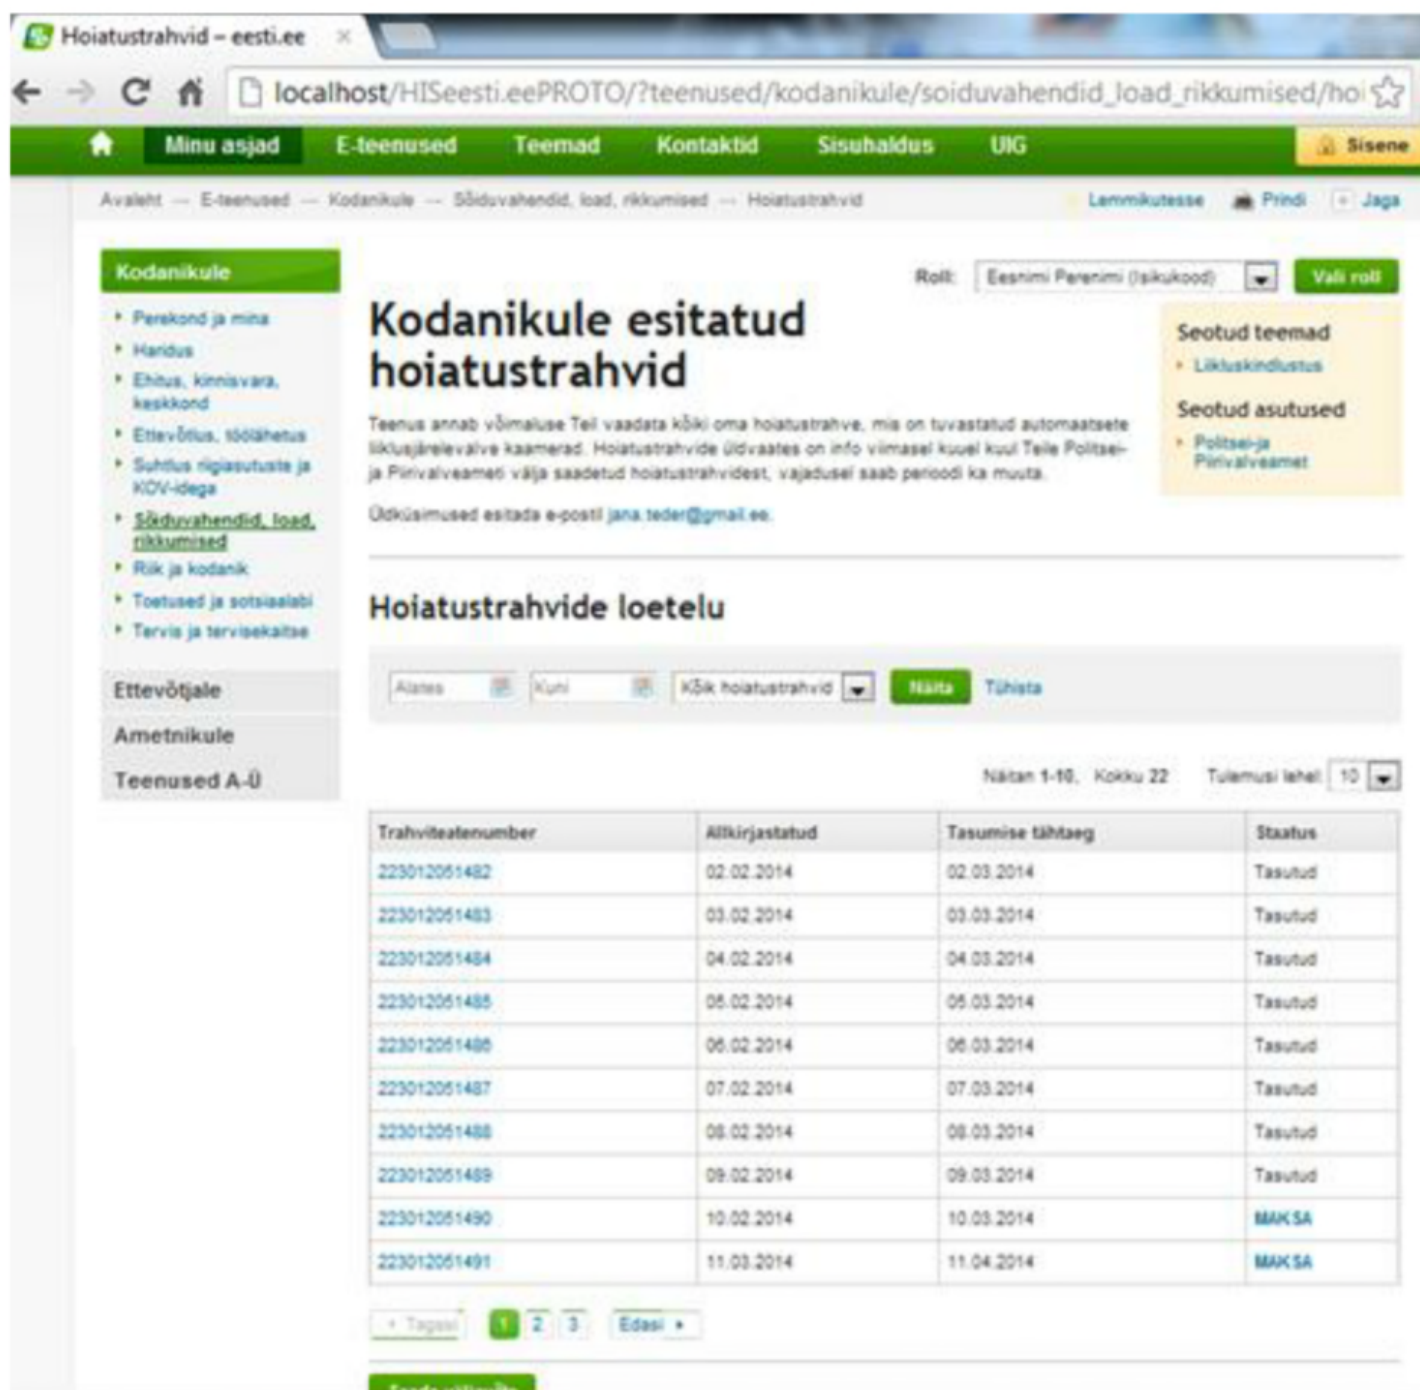 Hoiatustrahvid – eesti.ee
localhost/HISeesti.eePROTO/?teenused/kodanikule/soiduvahendid_load_rikkumised/hoi
Minu asjad E-teenused Teemad Kontaktid Sisuhaldus UIG Sisene
Avaleht — E-teenused — Kodanikule — Sõiduvahendid, load, rikkumised — Hoiatustrahvid Lemmikutesse Prindi Jaga
Kodanikule
Perekond ja mina
Haridus
Ehitus, kinnisvara,
keskkond
Ettevõtlus, töölähetus
Suhtlus riigiasutuste ja
KOV-idega
Sõiduvahendid, load,
rikkumised
Riik ja kodanik
Toetused ja sotsiaalabi
Tervis ja tervisekaitse
Ettevõtjale
Ametnikule
Teenused A-Ü
Roll: Eesnimi Perenimi (Isikukood) Vali roll
Kodanikule esitatud
hoiatustrahvid
Teenus annab võimaluse Teil vaadata kõiki oma hoiatustrahve, mis on tuvastatud automaatsete
liiklusjärelevalve kaamerad. Hoiatustrahvide üldvaates on info viimasel kuuel kuul Teile Politsei-
ja Piirivalveameti välja saadetud hoiatustrahvidest, vajadusel saab perioodi ka muuta.
Üdküsimused esitada e-postil jana.teder@gmail.ee.
Seotud teemad
Liikluskindlustus
Seotud asutused
Politsei-ja
Piirivalveamet
Hoiatustrahvide loetelu
Alates Kuni Kõik hoiatustrahvid Näita Tühista
Näitan 1-10, Kokku 22 Tulemusi lehel: 10
Trahviteatenumber Allkirjastatud Tasumise tähtaeg Staatus
223012051482 02.02.2014 02.03.2014 Tasutud
223012051483 03.02.2014 03.03.2014 Tasutud
223012051484 04.02.2014 04.03.2014 Tasutud
223012051485 05.02.2014 05.03.2014 Tasutud
223012051486 06.02.2014 06.03.2014 Tasutud
223012051487 07.02.2014 07.03.2014 Tasutud
223012051488 08.02.2014 08.03.2014 Tasutud
223012051489 09.02.2014 09.03.2014 Tasutud
223012051490 10.02.2014 10.03.2014 MAKSA
223012051491 11.03.2014 11.04.2014 MAKSA
Tagasi 1 2 3 Edasi